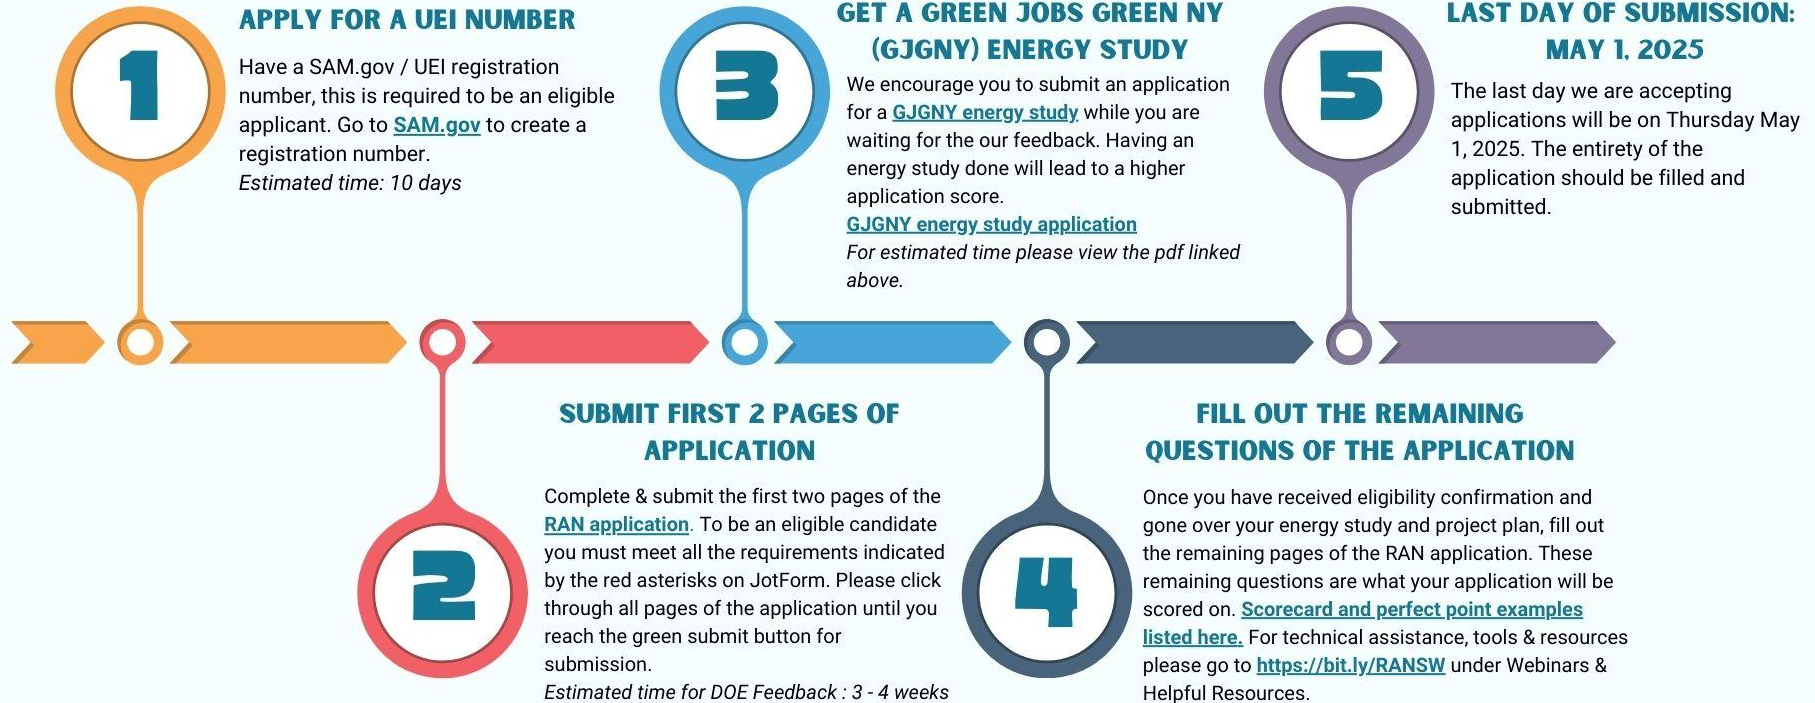 1
APPLY FOR A UEI NUMBER
Have a SAM.gov / UEI registration
number, this is required to be an eligible
applicant. Go to SAM.gov to create a
registration number.
Estimated time: 10 days
2
SUBMIT FIRST 2 PAGES OF
APPLICATION
Complete & submit the first two pages of the
RAN application. To be an eligible candidate
you must meet all the requirements indicated
by the red asterisks on JotForm. Please click
through all pages of the application until you
reach the green submit button for
submission.
Estimated time for DOE Feedback : 3 - 4 weeks
3
GET A GREEN JOBS GREEN NY
(GJGNY) ENERGY STUDY
We encourage you to submit an application
for a GJGNY energy study while you are
waiting for the our feedback. Having an
energy study done will lead to a higher
application score.
GJGNY energy study application
For estimated time please view the pdf linked
above.
4
FILL OUT THE REMAINING
QUESTIONS OF THE APPLICATION
Once you have received eligibility confirmation and
gone over your energy study and project plan, fill out
the remaining pages of the RAN application. These
remaining questions are what your application will be
scored on. Scorecard and perfect point examples
listed here. For technical assistance, tools & resources
please go to https://bit.ly/RANSW under Webinars &
Helpful Resources.
5
LAST DAY OF SUBMISSION:
MAY 1, 2025
The last day we are accepting
applications will be on Thursday May
1, 2025. The entirety of the
application should be filled and
submitted.